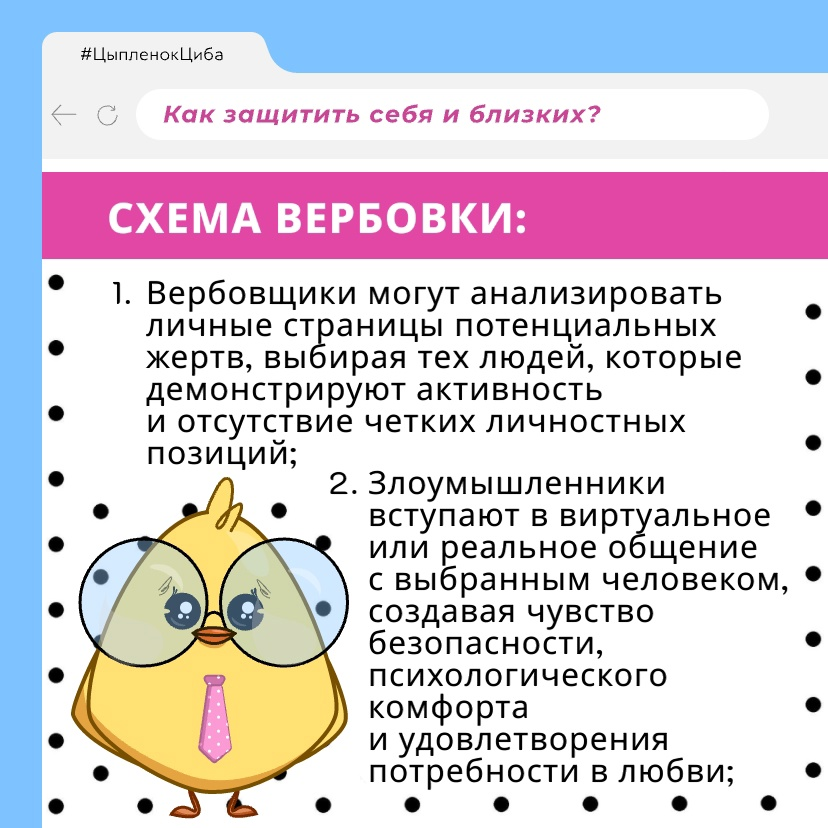 #ЦыпленокЦиба
Как защитить себя и близких?
СХЕМА ВЕРБОВКИ:
1. Вербовщики могут анализировать
личные страницы потенциальных
жертв, выбирая тех людей, которые
демонстрируют активность
и отсутствие четких личностных
позиций;
2. Злоумышленники
вступают в виртуальное
или реальное общение
с выбранным человеком,
создавая чувство
безопасности,
психологического
комфорта
и удовлетворения
потребности в любви;